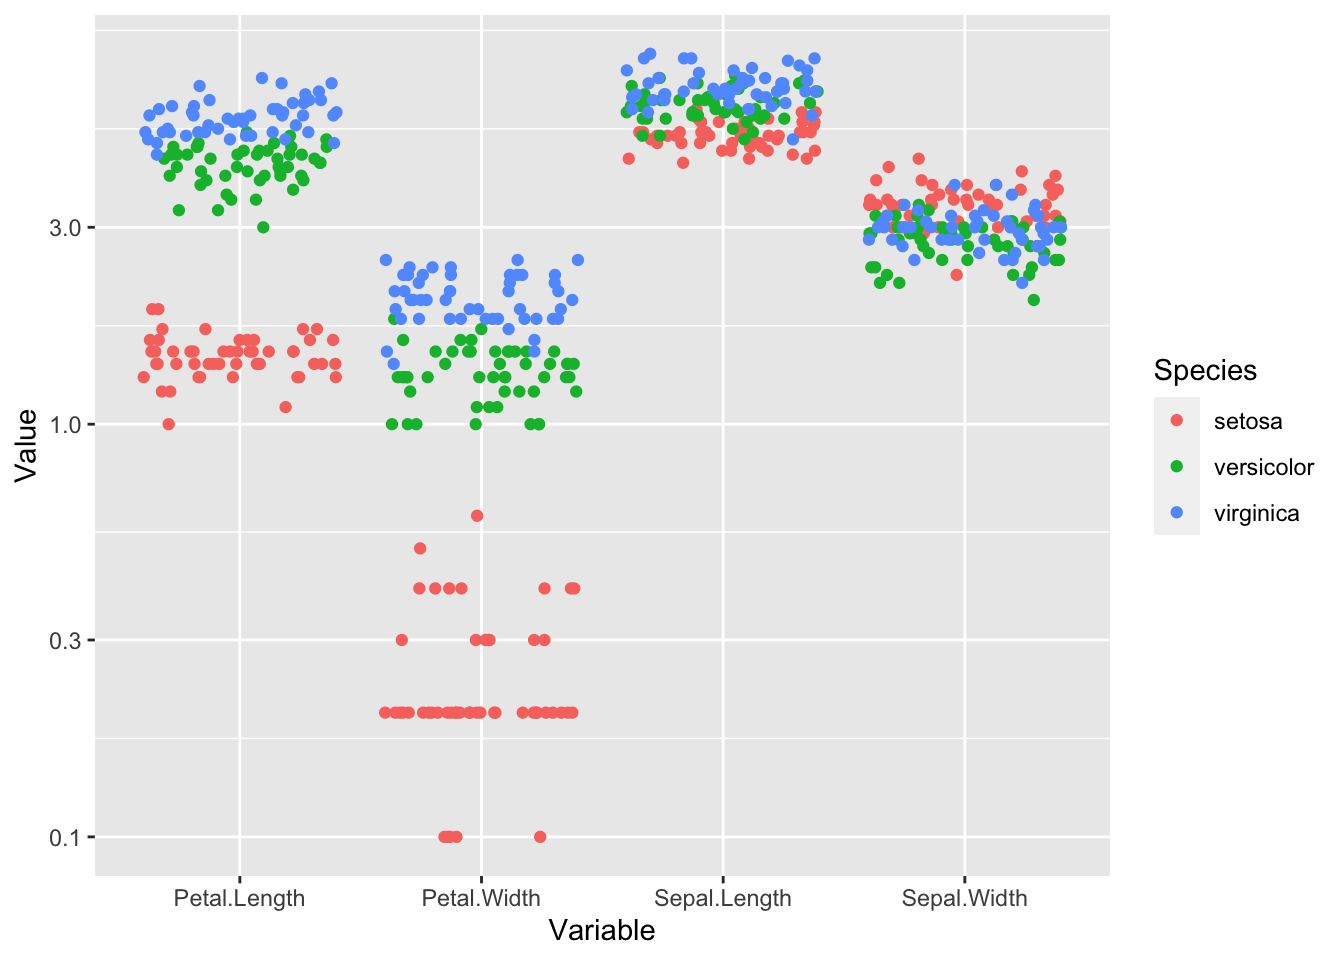 3.0
1.0
0.3
0.1
Value
Petal.Length
Petal.Width
Sepal.Length
Sepal.Width
Variable
Species
setosa
versicolor
virginica